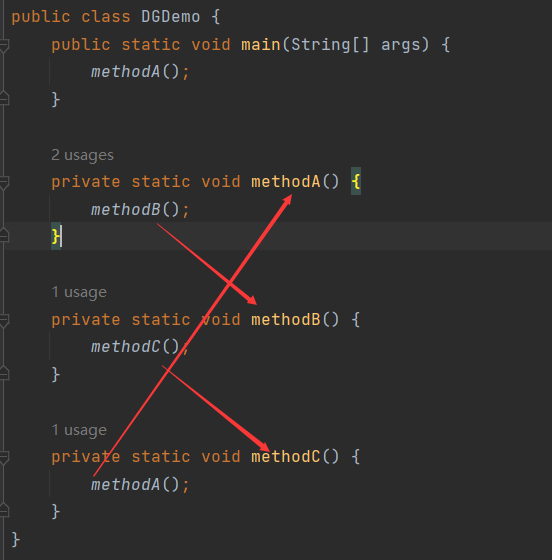 public class DGDemo {
public static void main(String[] args) {
methodA();
}
2 usages
private static void methodA() {
methodB();
}
1 usage
private static void methodB() {
methodC();
}
1 usage
private static void methodC() {
methodA();
}
}